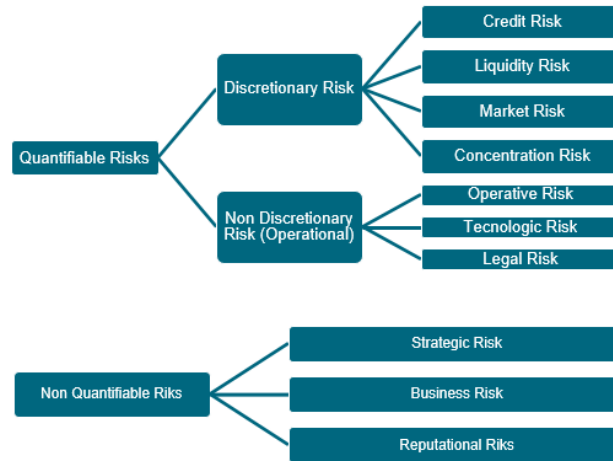 Quantifiable Risks
Discretionary Risk
Credit Risk
Liquidity Risk
Market Risk
Concentration Risk
Non Discretionary
Risk (Operational)
Operative Risk
Tecnologic Risk
Legal Risk
Non Quantifiable Riks
Strategic Risk
Business Risk
Reputational Riks